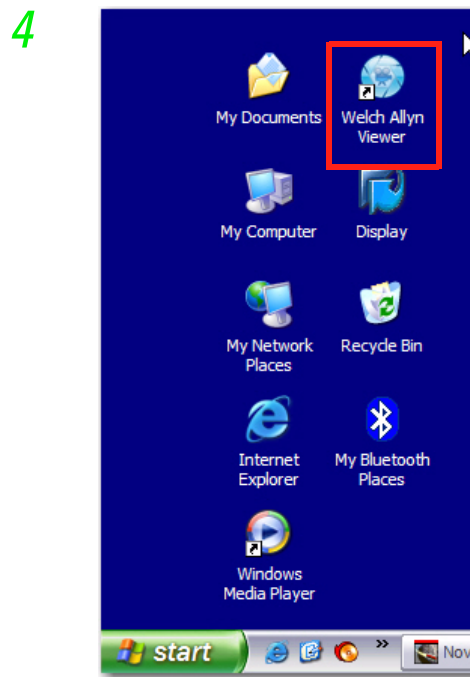 4
My Documents
Welch Allyn
Viewer
My Computer
Display
My Network
Places
Recycle Bin
Internet
Explorer
My Bluetooth
Places
Windows
Media Player
start
»
Nov